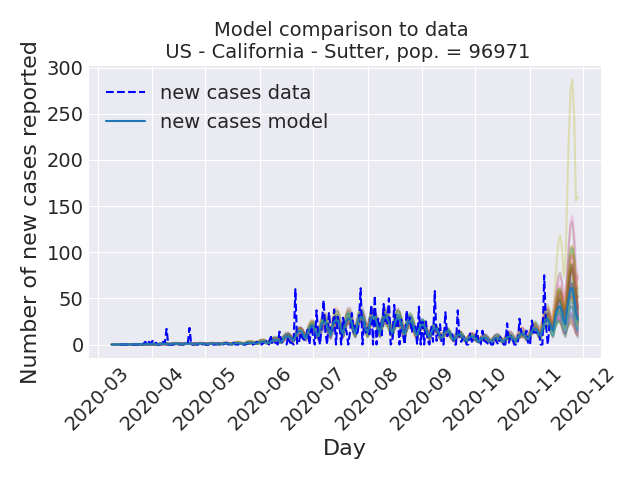 Model comparison to data
US - California - Sutter, pop. = 96971
Number of new cases reported
300
250
200
150
100
50
0
new cases data
new cases model
2020-03
2020-04
2020-05
2020-06
2020-07
2020-08
2020-09
2020-10
2020-11
2020-12
Day